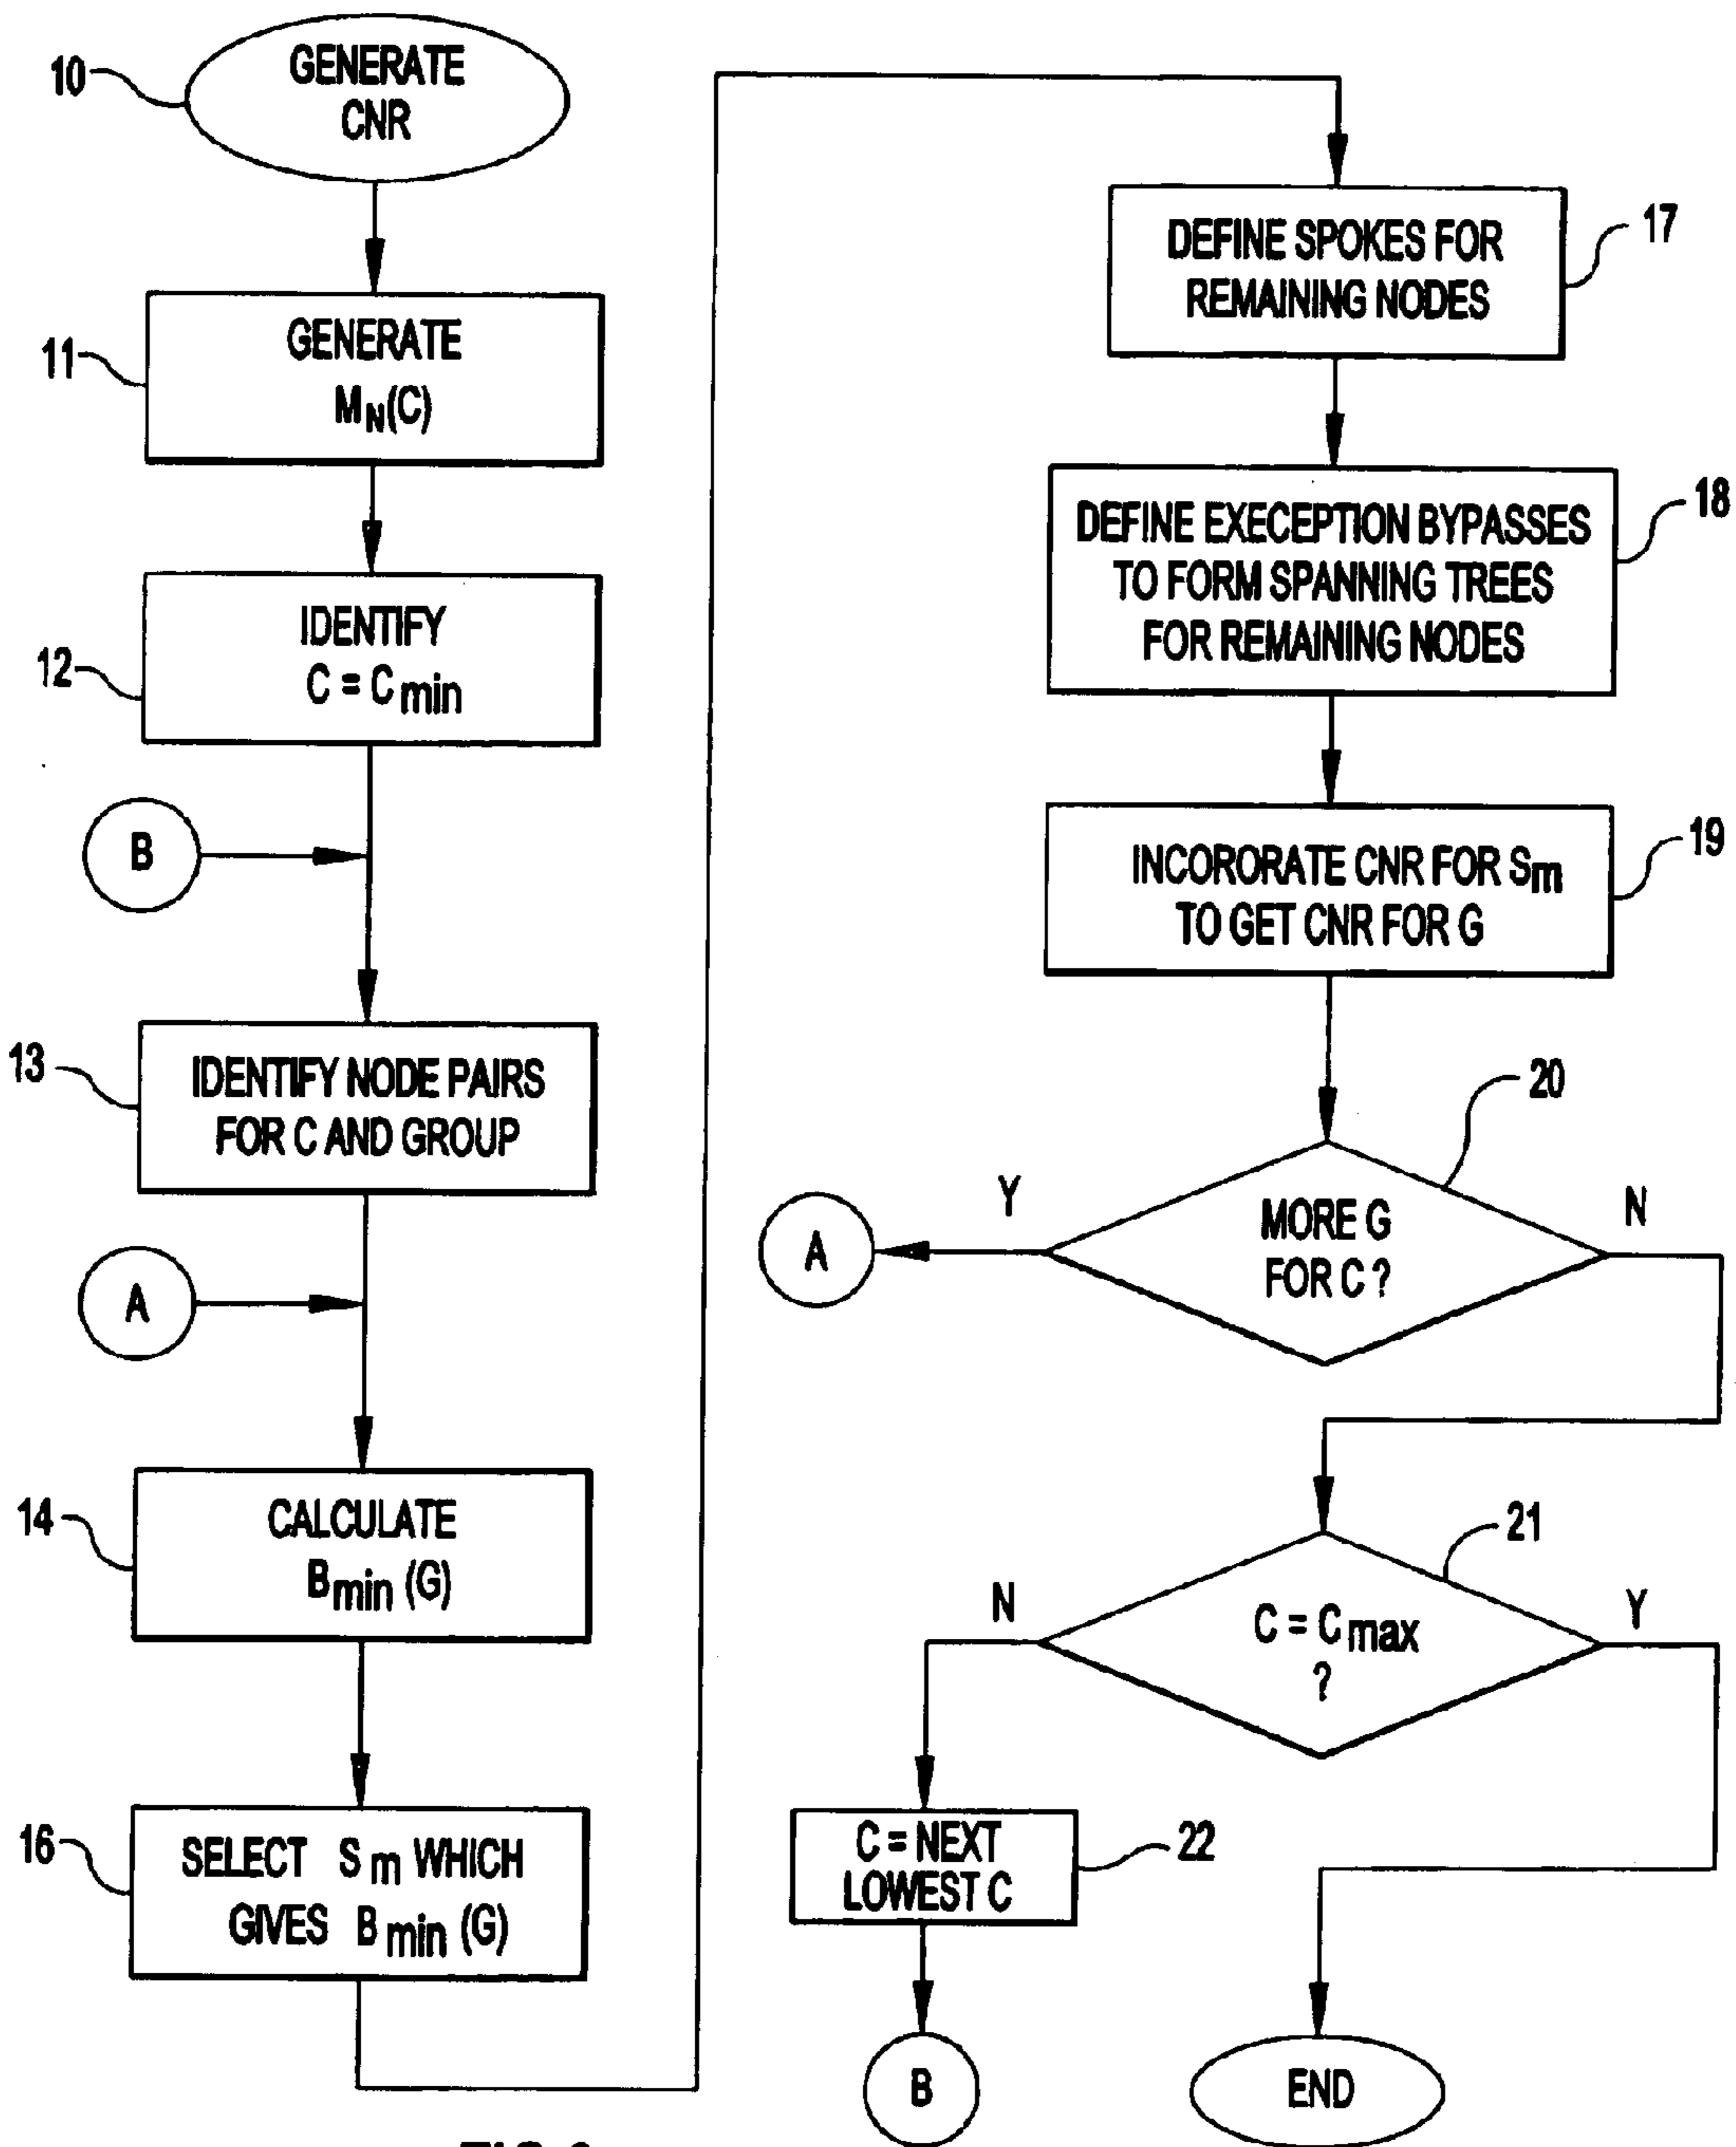 10
GENERATE
CNR
11
GENERATE
MN(C)
12
IDENTIFY
C = Cmin
B
13
IDENTIFY NODE PAIRS
FOR C AND GROUP
A
14
CALCULATE
Bmin (G)
16
SELECT Sm WHICH
GIVES Bmin (G)
17
DEFINE SPOKES FOR
REMAINING NODES
18
DEFINE EXECEPTION BYPASSES
TO FORM SPANNING TREES
FOR REMAINING NODES
19
INCORORATE CNR FOR Sm
TO GET CNR FOR G
20
MORE G
FOR C ?
Y
N
A
21
C = Cmax
?
N
Y
22
C = NEXT
LOWEST C
B
END